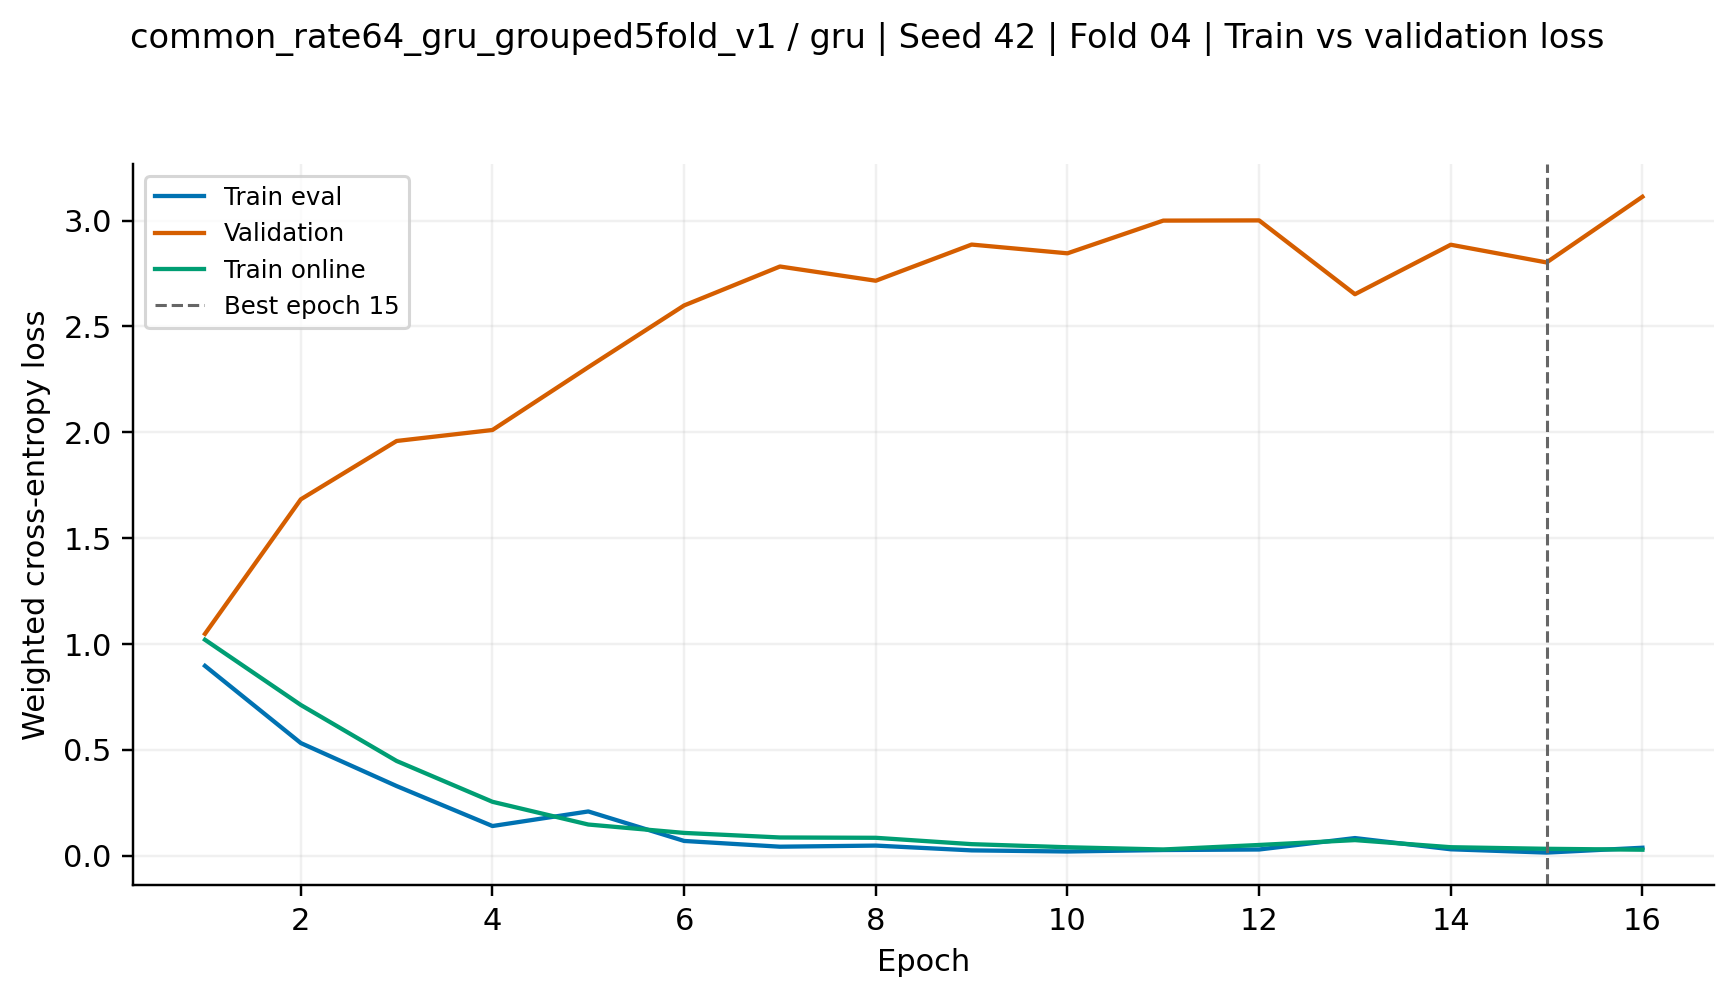 common_rate64_gru_grouped5fold_v1 / gru | Seed 42 | Fold 04 | Train vs validation loss
Train eval
Validation
Train online
Best epoch 15
Weighted cross-entropy loss
3.0
2.5
2.0
1.5
1.0
0.5
0.0
2 4 6 8 10 12 14 16
Epoch